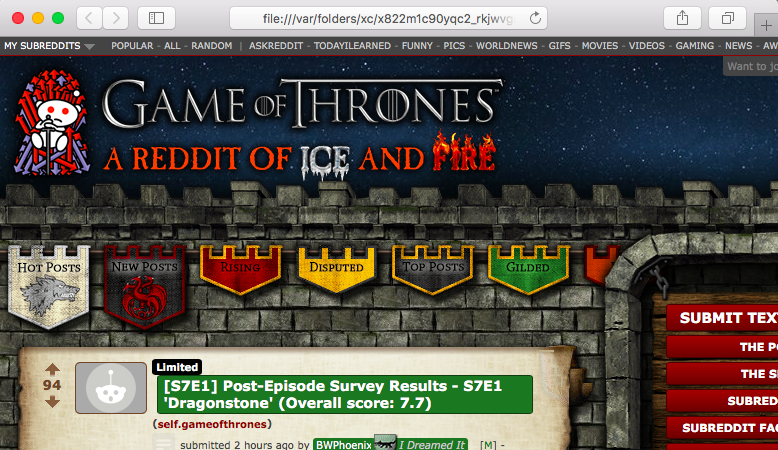 file:///var/folders/xc/x822m1c90yqc2_rkjwvg
MY SUBREDDITS POPULAR - ALL - RANDOM | ASKREDDIT - TODAYILEARNED - FUNNY - PICS - WORLDNEWS - GIFS - MOVIES - VIDEOS - GAMING - NEWS - AW
Want to jo
GAME OF THRONES
A REDDIT OF ICE AND FIRE
HOT POSTS NEW POSTS RISING DISPUTED TOP POSTS GILDED
SUBMIT TEX
THE PO
THE S
SUBRED
SUBREDDIT FAQ
Limited
94
[S7E1] Post-Episode Survey Results - S7E1
'Dragonstone' (Overall score: 7.7)
(self.gameofthrones)
submitted 2 hours ago by BWPhoenix I Dreamed It [M] -